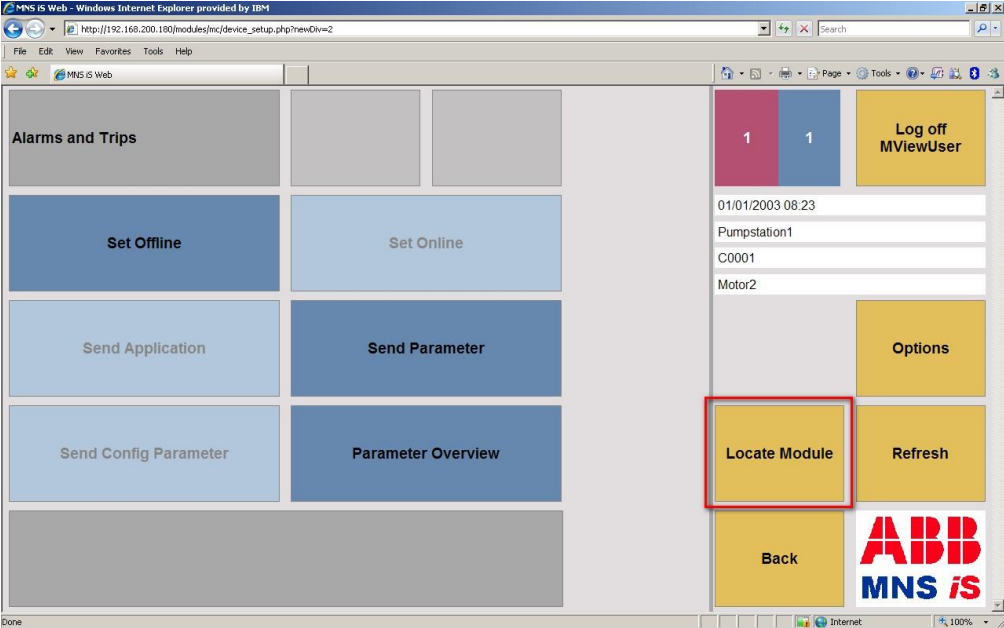 MNS iS Web - Windows Internet Explorer provided by IBM
http://192.168.200.180/modules/mc/device_setup.php?newDiv=2
Search
File Edit View Favorites Tools Help
MNS iS Web
Page
Tools
Alarms and Trips
1
1
Log off
MViewUser
01/01/2003 08:23
Pumpstation1
C0001
Motor2
Set Offline
Set Online
Send Application
Send Parameter
Options
Send Config Parameter
Parameter Overview
Locate Module
Refresh
Back
ABB
MNS iS
Done
Internet
100%